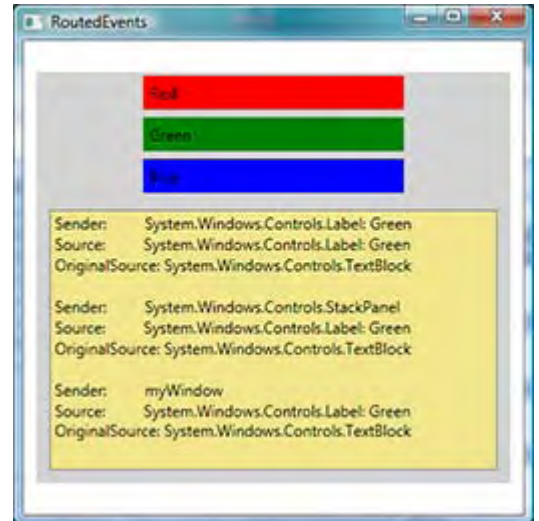 RoutedEvents
Red
Green
Blue
Sender: System.Windows.Controls.Label: Green
Source: System.Windows.Controls.Label: Green
OriginalSource: System.Windows.Controls.TextBlock
Sender: System.Windows.Controls.StackPanel
Source: System.Windows.Controls.Label: Green
OriginalSource: System.Windows.Controls.TextBlock
Sender: myWindow
Source: System.Windows.Controls.Label: Green
OriginalSource: System.Windows.Controls.TextBlock